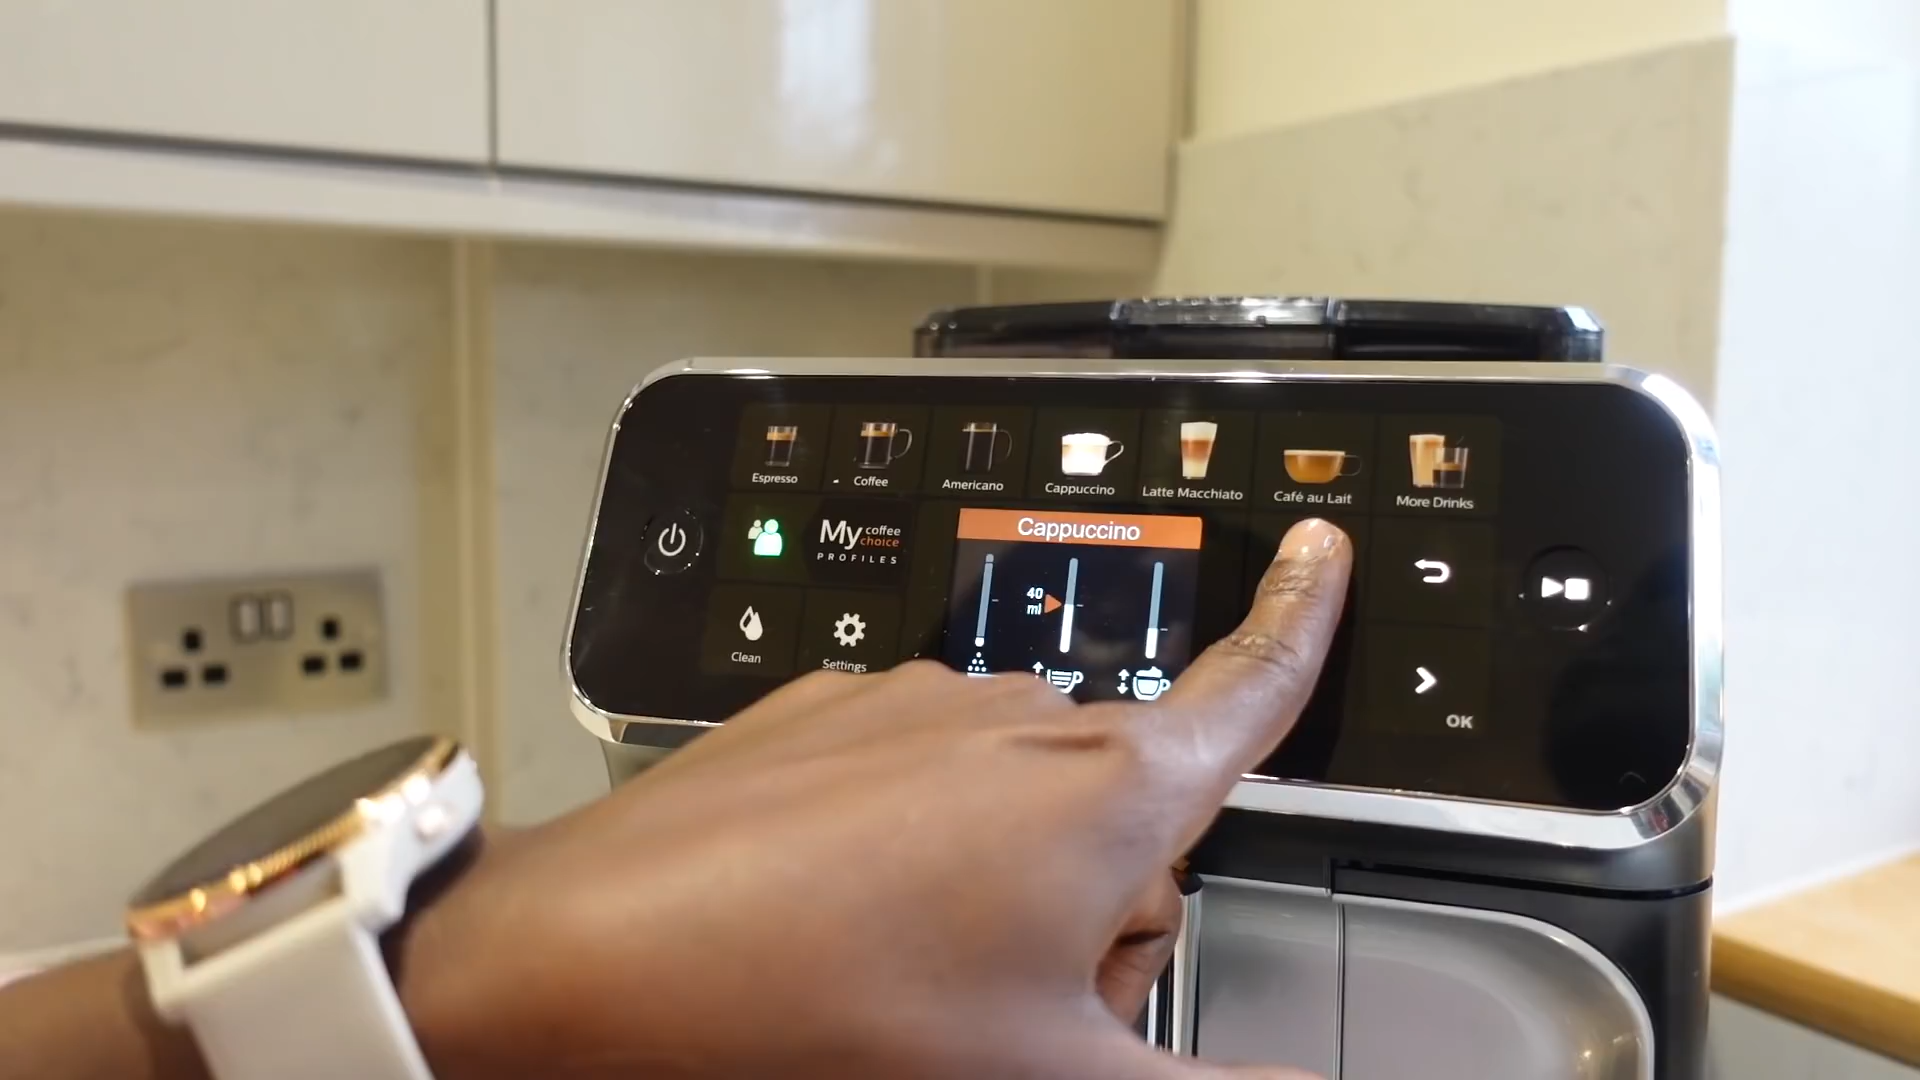 Espresso
Coffee
Americano
Cappuccino
Latte Macchiato
Café au Lait
More Drinks
My coffee choice
PROFILES
Cappuccino
40
ml
Clean
Settings
OK